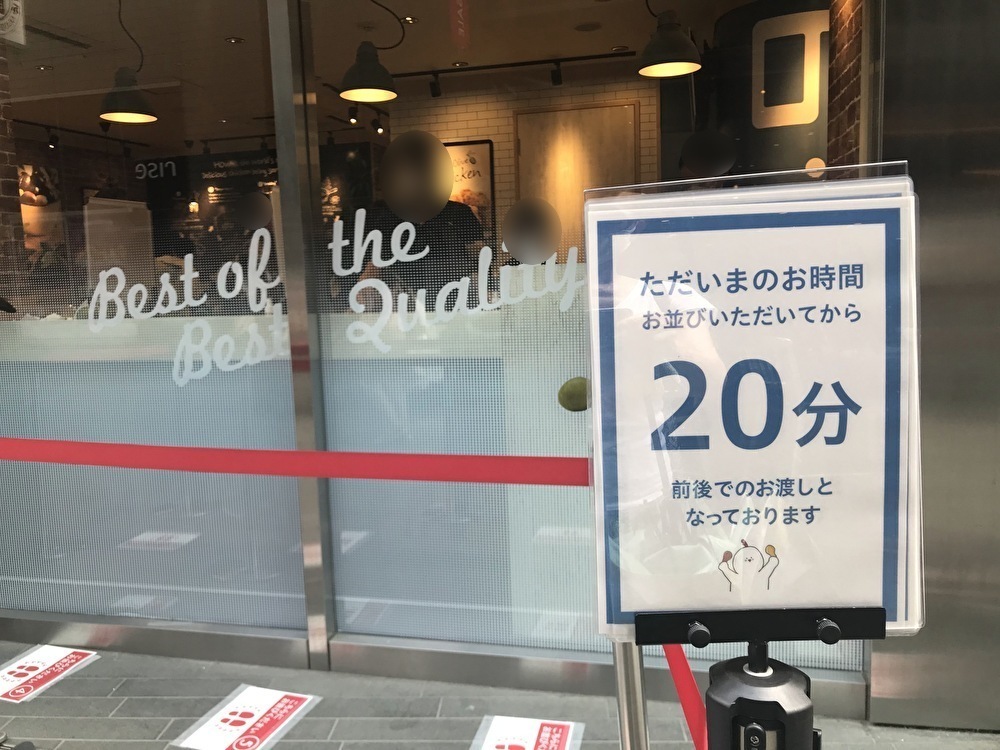 Best of the
Best Quality
ただいまのお時間
お並びいただいてから
20分
前後でのお渡しと
なっております
rise